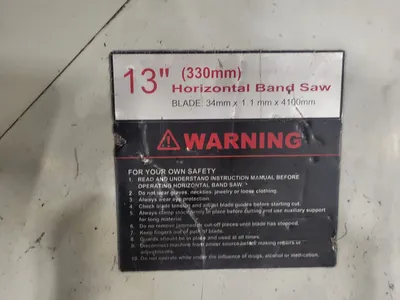 13" (330mm)
Horizontal Band Saw
BLADE: 34mm x 1.1mm x 4100mm
WARNING
FOR YOUR OWN SAFETY
1. READ AND UNDERSTAND INSTRUCTION MANUAL BEFORE
OPERATING HORIZONTAL BAND SAW.
2. Do not wear gloves, neckties, jewelry or loose clothing.
3. Always wear eye protection.
4. Check blade tension and adjust blade guides before starting cut.
5. Always clamp stock firmly in place before cutting and use auxiliary support
for long material.
6. Do not remove jammed or cut-off pieces until blade has stopped.
7. Keep fingers out of path of blade.
8. Guards should be in place and used at all times.
9. Disconnect machine from power source before making repairs or
adjustments.
10. Do not operate while under the influence of drugs, alcohol or medication.